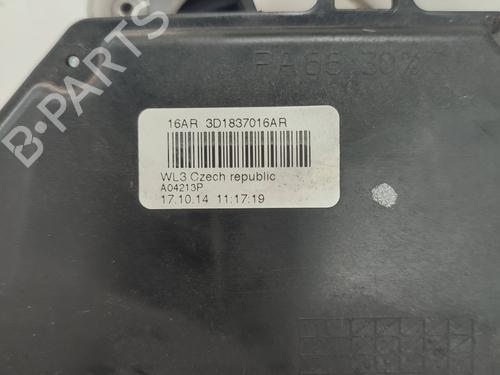 PA66 30%
16AR 3D1837016AR
WL3 Czech republic
A04213P
17.10.14 11:17:19
B-PARTS